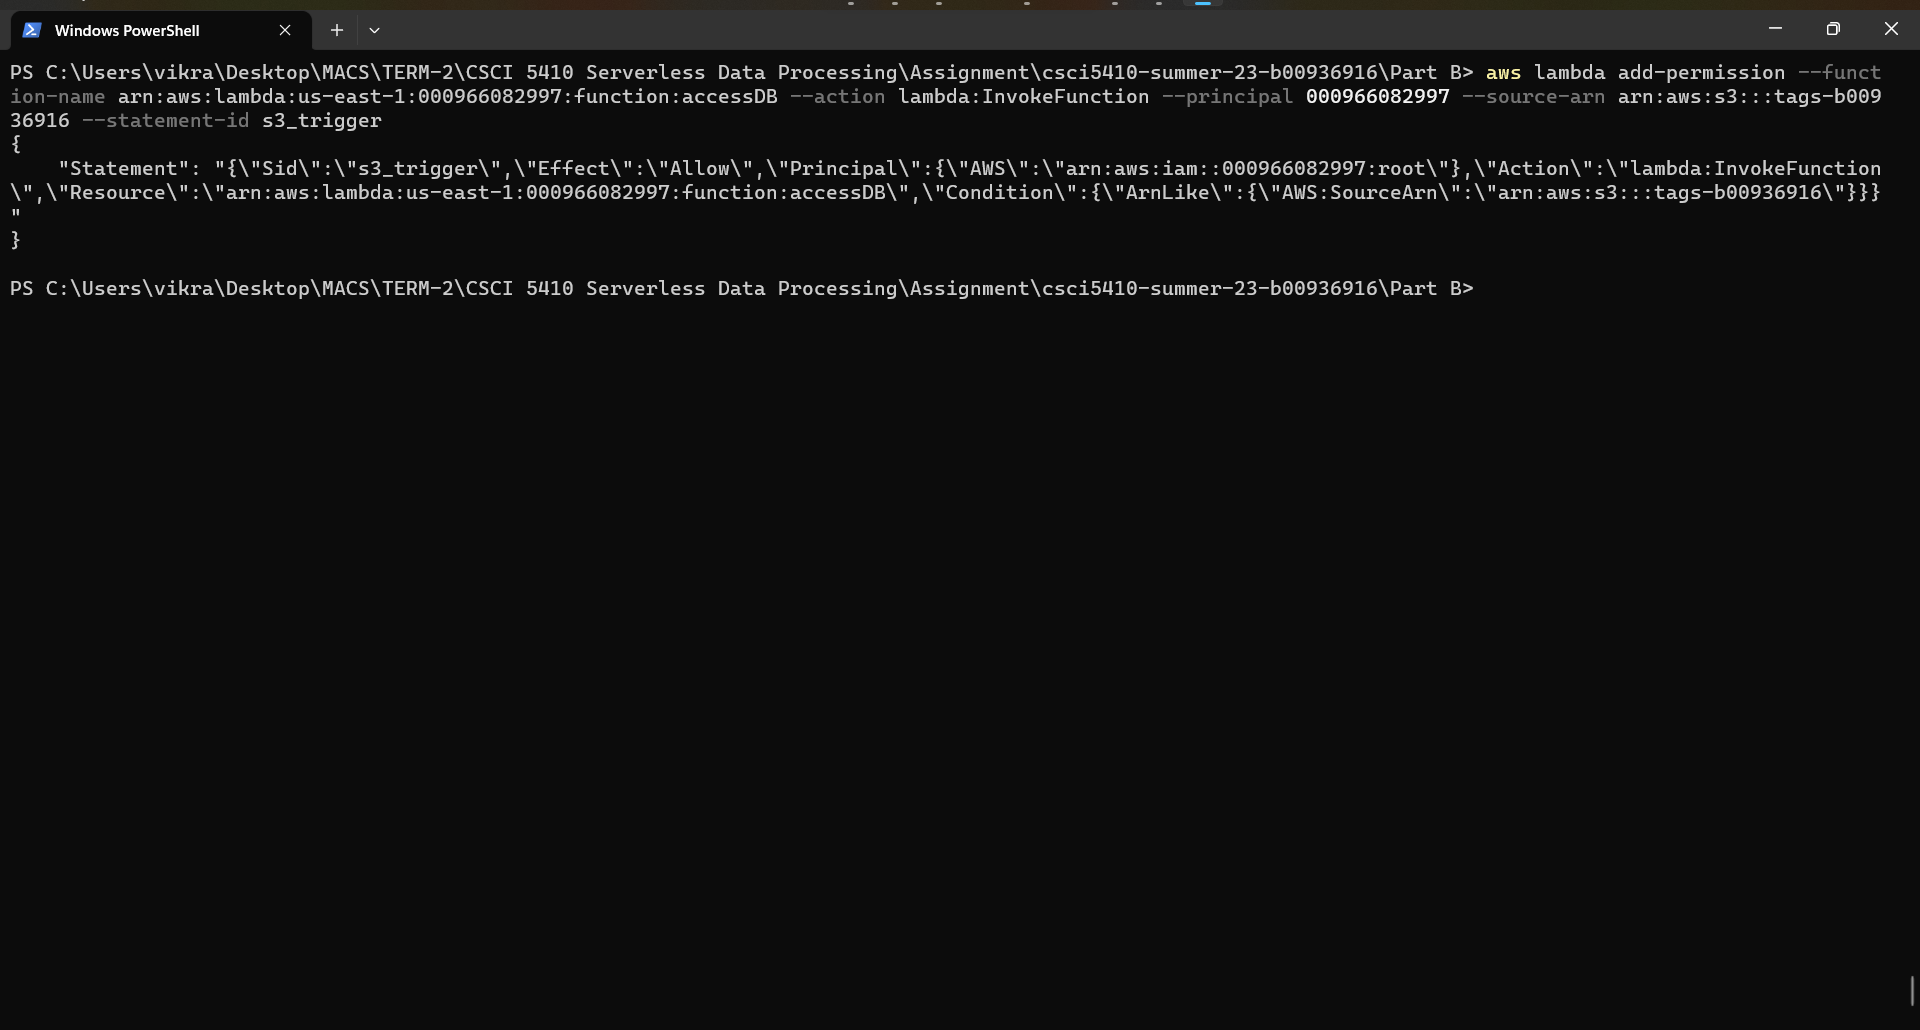 Windows PowerShell
PS C:\Users\vikra\Desktop\MACS\TERM-2\CSCI 5410 Serverless Data Processing\Assignment\csci5410-summer-23-b00936916\Part B> aws lambda add-permission --funct
ion-name arn:aws:lambda:us-east-1:000966082997:function:accessDB --action lambda:InvokeFunction --principal 000966082997 --source-arn arn:aws:s3:::tags-b009
36916 --statement-id s3_trigger
{
    "Statement": "{\"Sid\":\"s3_trigger\",\"Effect\":\"Allow\",\"Principal\":{\"AWS\":\"arn:aws:iam::000966082997:root\"},\"Action\":\"lambda:InvokeFunction
\",\"Resource\":\"arn:aws:lambda:us-east-1:000966082997:function:accessDB\",\"Condition\":{\"ArnLike\":{\"AWS:SourceArn\":\"arn:aws:s3:::tags-b00936916\"}}}
"
}
PS C:\Users\vikra\Desktop\MACS\TERM-2\CSCI 5410 Serverless Data Processing\Assignment\csci5410-summer-23-b00936916\Part B>